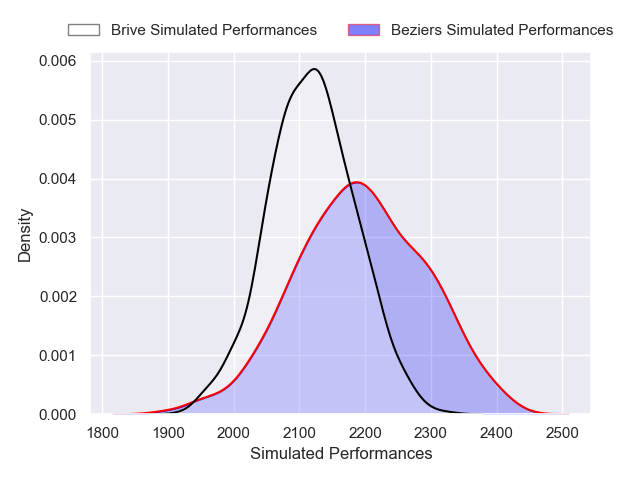 Brive Simulated Performances
Beziers Simulated Performances
0.006
0.005
0.004
0.003
0.002
0.001
0.000
Density
1800 1900 2000 2100 2200 2300 2400 2500
Simulated Performances